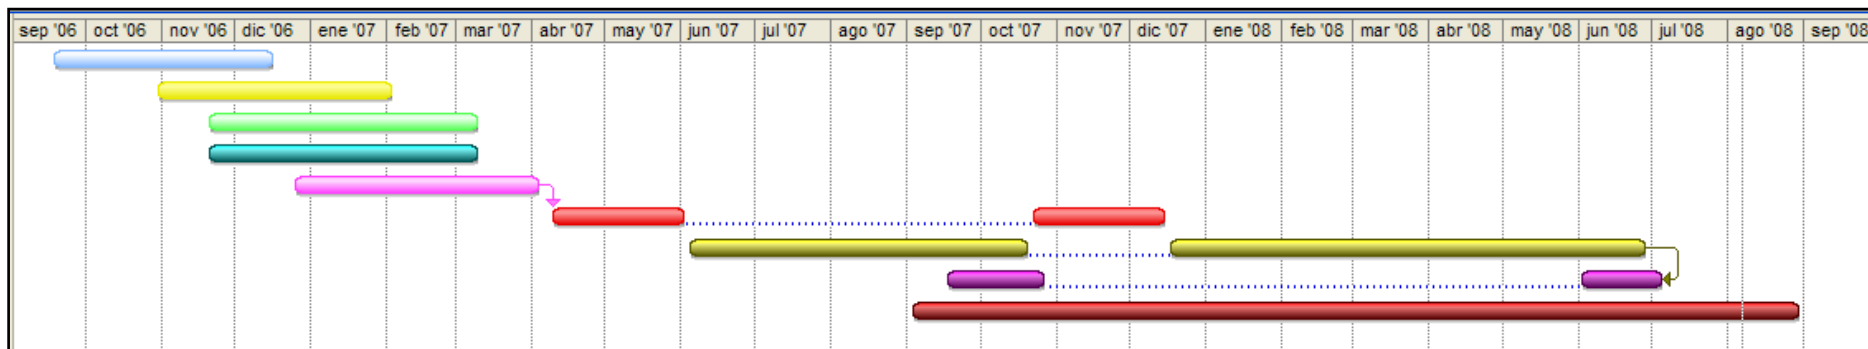 sep '06 oct '06 nov '06 dic '06 ene '07 feb '07 mar '07 abr '07 may '07 jun '07 jul '07 ago '07 sep '07 oct '07 nov '07 dic '07 ene '08 feb '08 mar '08 abr '08 may '08 jun '08 jul '08 ago '08 sep '08